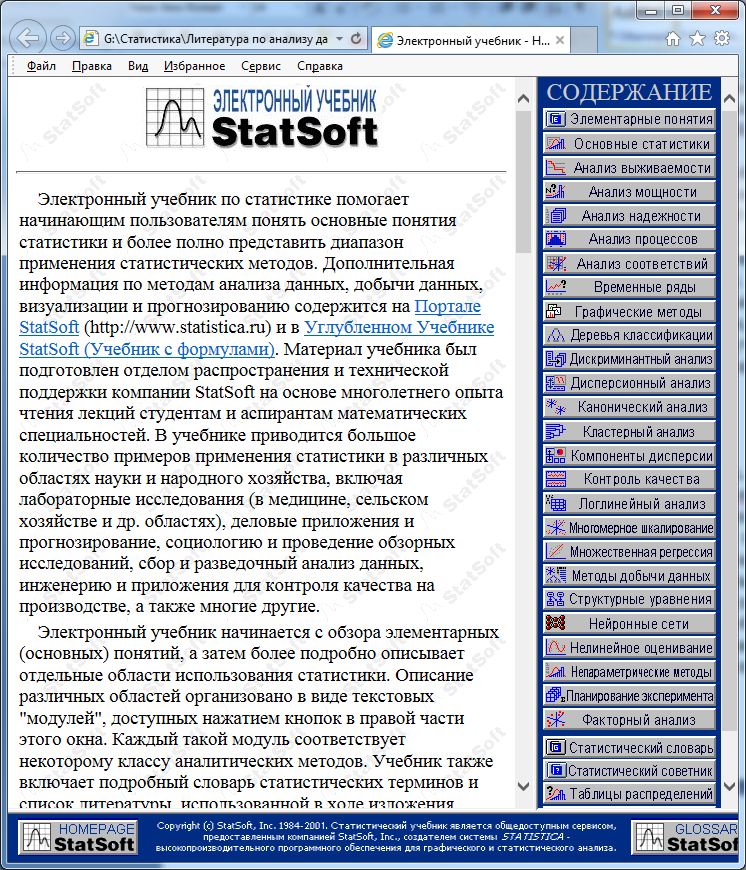 G:\Статистика\Литература по анализу да
Электронный учебник - Н...
Файл Правка Вид Избранное Сервис Справка
ЭЛЕКТРОННЫЙ УЧЕБНИК
StatSoft
Электронный учебник по статистике помогает
начинающим пользователям понять основные понятия
статистики и более полно представить диапазон
применения статистических методов. Дополнительная
информация по методам анализа данных, добычи данных,
визуализации и прогнозированию содержится на Портале
StatSoft (http://www.statistica.ru) и в Углубленном Учебнике
StatSoft (Учебник с формулами). Материал учебника был
подготовлен отделом распространения и технической
поддержки компании StatSoft на основе многолетнего опыта
чтения лекций студентам и аспирантам математических
специальностей. В учебнике приводится большое
количество примеров применения статистики в различных
областях науки и народного хозяйства, включая
лабораторные исследования (в медицине, сельском
хозяйстве и др. областях), деловые приложения и
прогнозирование, социологию и проведение обзорных
исследований, сбор и разведочный анализ данных,
инженерию и приложения для контроля качества на
производстве, а также многие другие.
Электронный учебник начинается с обзора элементарных
(основных) понятий, а затем более подробно описывает
отдельные области использования статистики. Описание
различных областей организовано в виде текстовых
"модулей", доступных нажатием кнопок в правой части
этого окна. Каждый такой модуль соответствует
некоторому классу аналитических методов. Учебник также
включает подробный словарь статистических терминов и
список литературы, использованной в ходе изложения
СОДЕРЖАНИЕ
Элементарные понятия
Основные статистики
Анализ выживаемости
Анализ мощности
Анализ надежности
Анализ процессов
Анализ соответствий
Временные ряды
Графические методы
Деревья классификации
Дискриминантный анализ
Дисперсионный анализ
Канонический анализ
Кластерный анализ
Компоненты дисперсии
Контроль качества
Логлинейный анализ
Многомерное шкалирование
Множественная регрессия
Методы добычи данных
Структурные уравнения
Нейронные сети
Нелинейное оценивание
Непараметрические методы
Планирование эксперимента
Факторный анализ
Статистический словарь
Статистический советник
Таблицы распределений
HOMEPAGE
StatSoft
Copyright (c) StatSoft, Inc. 1984-2001. Статистический учебник является общедоступным сервисом,
предоставленным компанией StatSoft, Inc., создателем системы STATISTICA -
высокопроизводительного программного обеспечения для графического и статистического анализа.
GLOSSAR
StatSoft